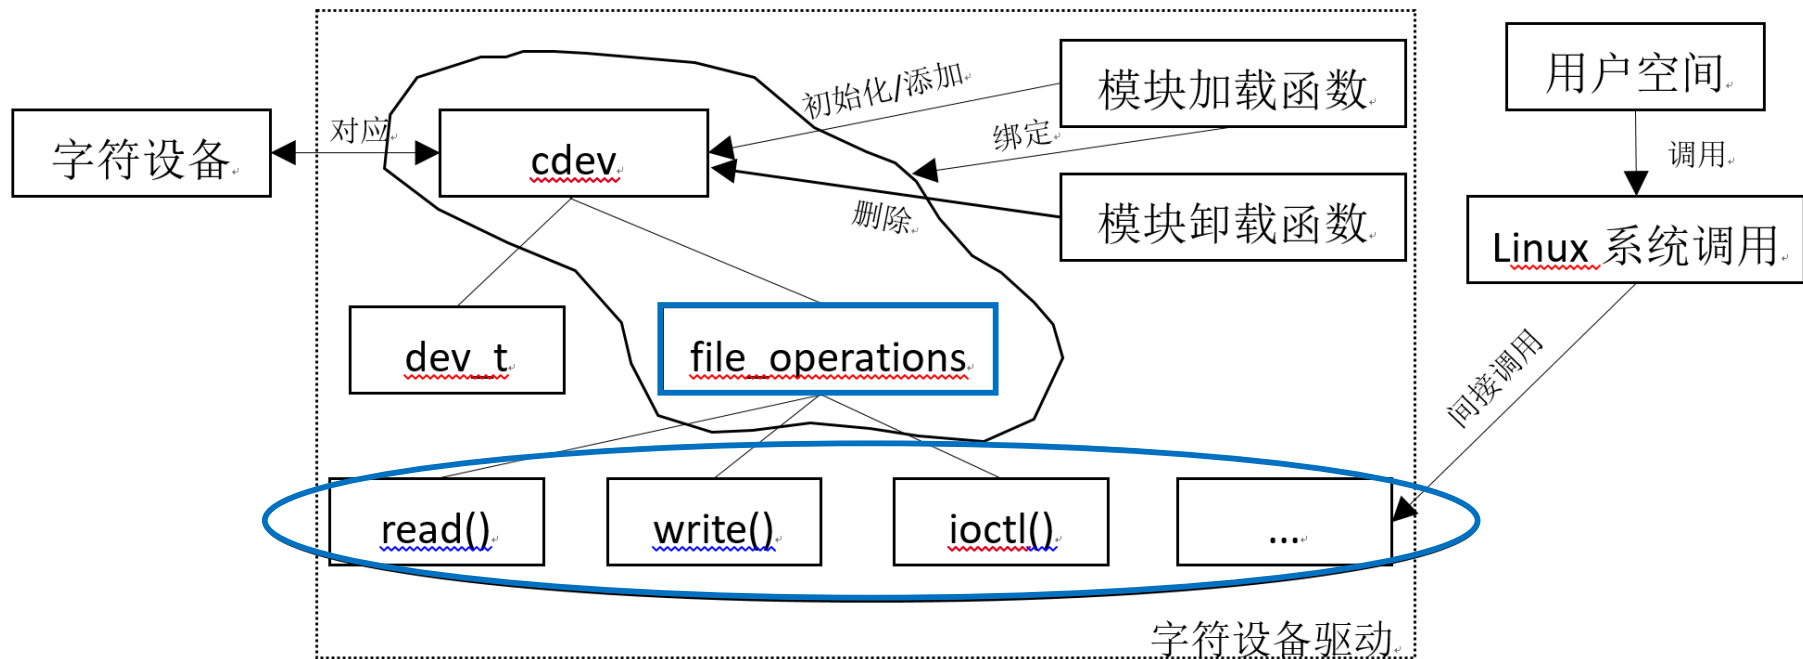 模块加载函数
用户空间
初始化/添加
字符设备
对应
cdev
绑定
调用
删除
模块卸载函数
Linux 系统调用
dev_t
file_operations
间接调用
read()
write()
ioctl()
...
字符设备驱动